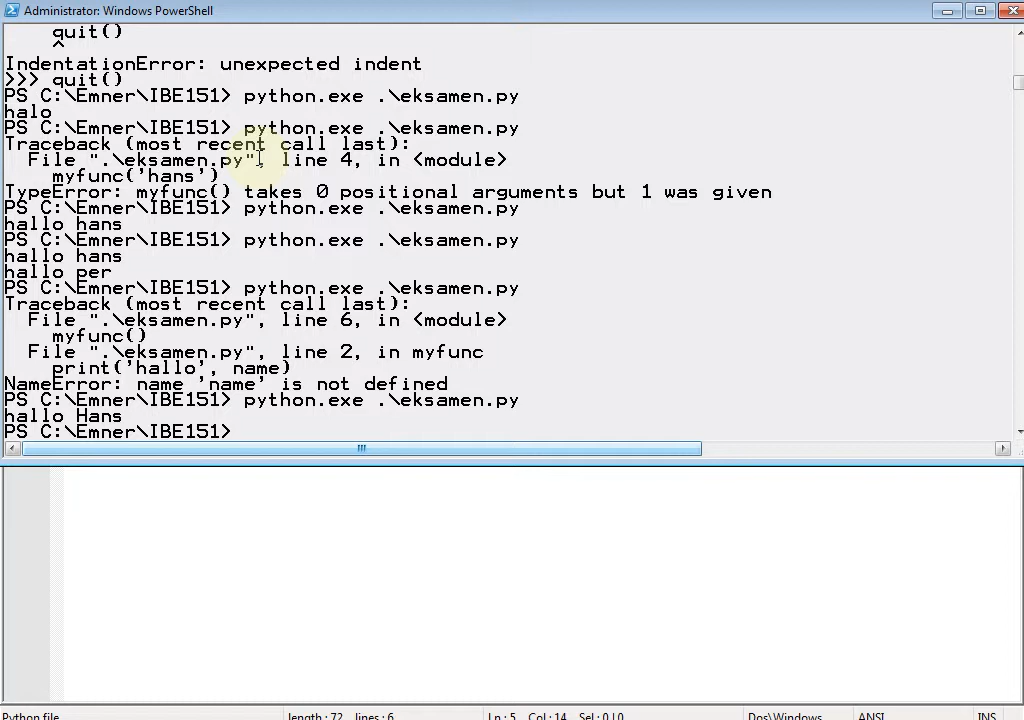 Administrator: Windows PowerShell
    quit()
    ^
IndentationError: unexpected indent
>>> quit()
PS C:\Emner\IBE151> python.exe .\eksamen.py
halo
PS C:\Emner\IBE151> python.exe .\eksamen.py
Traceback (most recent call last):
  File ".\eksamen.py", line 4, in <module>
    myfunc('hans')
TypeError: myfunc() takes 0 positional arguments but 1 was given
PS C:\Emner\IBE151> python.exe .\eksamen.py
hallo hans
PS C:\Emner\IBE151> python.exe .\eksamen.py
hallo hans
hallo per
PS C:\Emner\IBE151> python.exe .\eksamen.py
Traceback (most recent call last):
  File ".\eksamen.py", line 6, in <module>
    myfunc()
  File ".\eksamen.py", line 2, in myfunc
    print('hallo', name)
NameError: name 'name' is not defined
PS C:\Emner\IBE151> python.exe .\eksamen.py
hallo Hans
PS C:\Emner\IBE151>
Python file length : 72 lines : 6 Ln : 5 Col : 14 Sel : 0 | 0 Dos\Windows ANSI INS